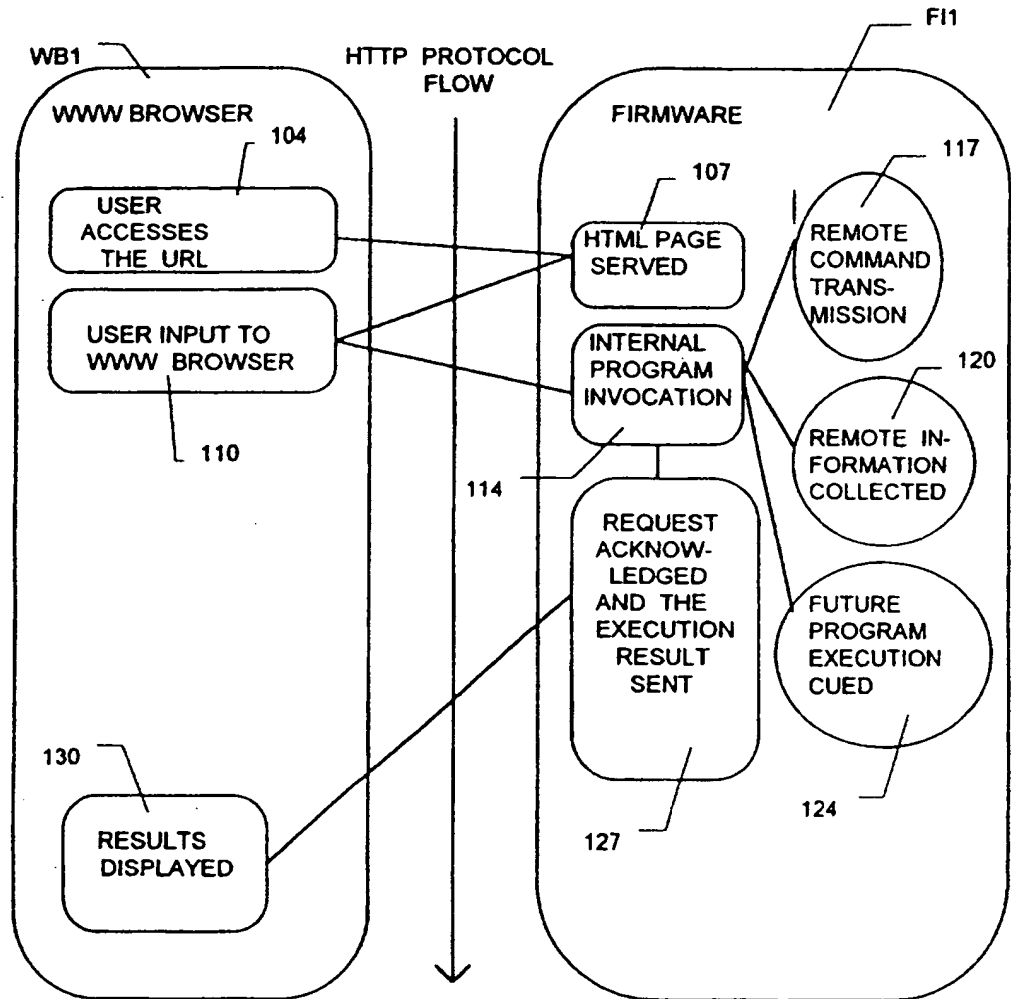 WB1
HTTP PROTOCOL
FLOW
FI1
WWW BROWSER
104
USER
ACCESSES
THE URL
USER INPUT TO
WWW BROWSER
110
FIRMWARE
107
HTML PAGE
SERVED
INTERNAL
PROGRAM
INVOCATION
114
REQUEST
ACKNOW-
LEDGED
AND THE
EXECUTION
RESULT
SENT
127
117
REMOTE
COMMAND
TRANS-
MISSION
120
REMOTE IN-
FORMATION
COLLECTED
FUTURE
PROGRAM
EXECUTION
CUED
124
130
RESULTS
DISPLAYED